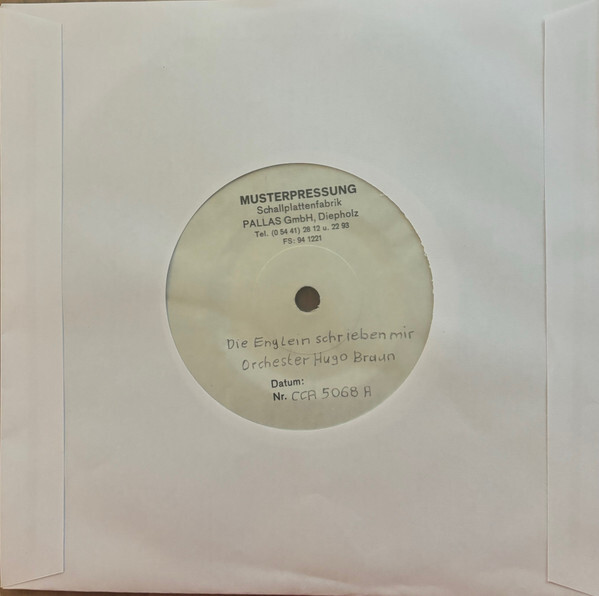 MUSTERPRESSUNG
Schallplattenfabrik
PALLAS GmbH, Diepholz
Tel. (0 54 41) 28 12 u. 22 93
FS: 94 1221
Die Englein schrieben mir
Orchester Hugo Braun
Datum:
Nr. CCA 5068 A